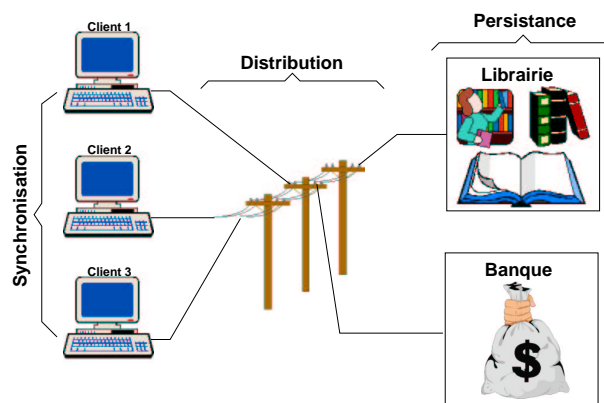 Client 1
Persistance
Distribution
Librairie
Client 2
Synchronisation
Client 3
Banque
$